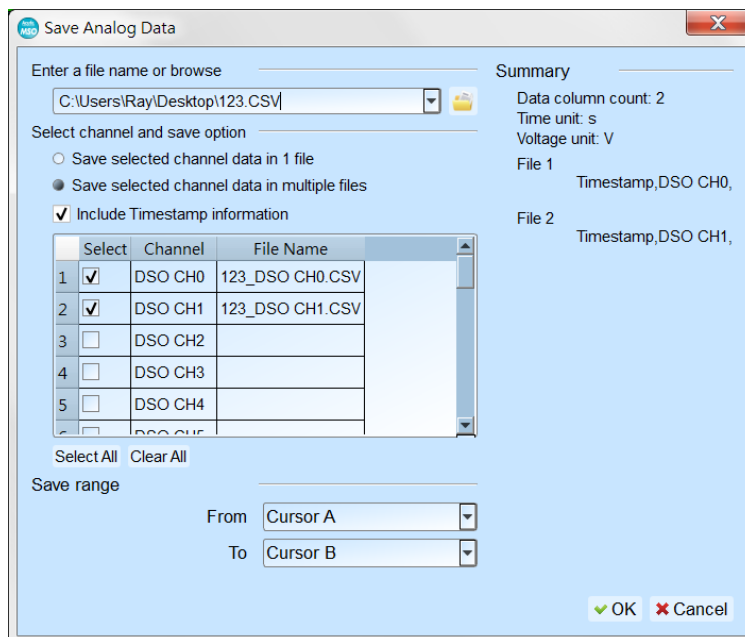 Save Analog Data
Enter a file name or browse
C:\Users\Ray\Desktop\123.CSV
Select channel and save option
Save selected channel data in 1 file
Save selected channel data in multiple files
Include Timestamp information
Select Channel File Name
1 DSO CH0 123_DSO CH0.CSV
2 DSO CH1 123_DSO CH1.CSV
3 DSO CH2
4 DSO CH3
5 DSO CH4
Select All Clear All
Save range
From Cursor A
To Cursor B
Summary
Data column count: 2
Time unit: s
Voltage unit: V
File 1
Timestamp,DSO CH0,
File 2
Timestamp,DSO CH1,
OK Cancel